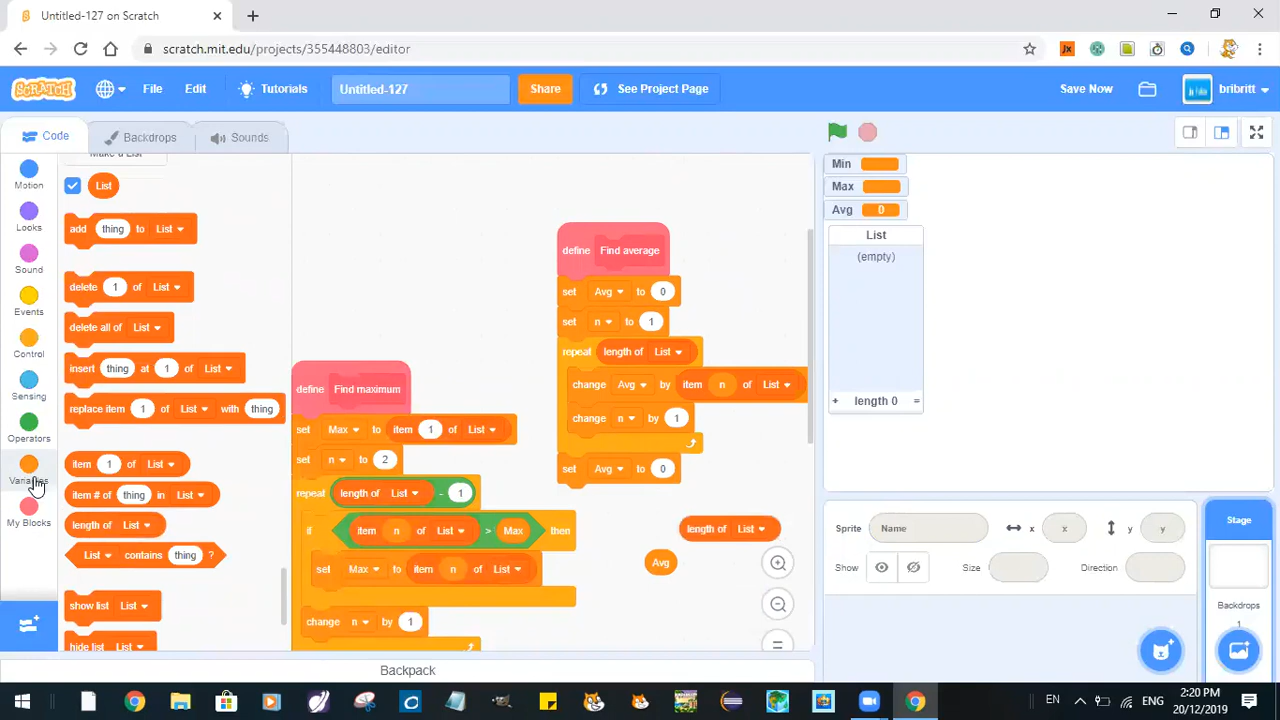 Untitled-127 on Scratch
scratch.mit.edu/projects/355448803/editor
SCRATCH
File
Edit
Tutorials
Untitled-127
Share
See Project Page
Save Now
bribritt
Code
Backdrops
Sounds
Motion
Looks
Sound
Events
Control
Sensing
Operators
Variables
My Blocks
Make a List
List
add thing to List
delete 1 of List
delete all of List
insert thing at 1 of List
replace item 1 of List with thing
item 1 of List
item # of thing in List
length of List
List contains thing ?
show list List
hide list List
define Find maximum
set Max to item 1 of List
set n to 2
repeat length of List - 1
if item n of List > Max then
set Max to item n of List
change n by 1
define Find average
set Avg to 0
set n to 1
repeat length of List
change Avg by item n of List
change n by 1
set Avg to 0
length of List
Avg
Backpack
Min
Max
Avg 0
List
(empty)
+ length 0 =
Sprite Name x x y y
Show Size Direction
Stage
Backdrops
1
EN
ENG
2:20 PM
20/12/2019